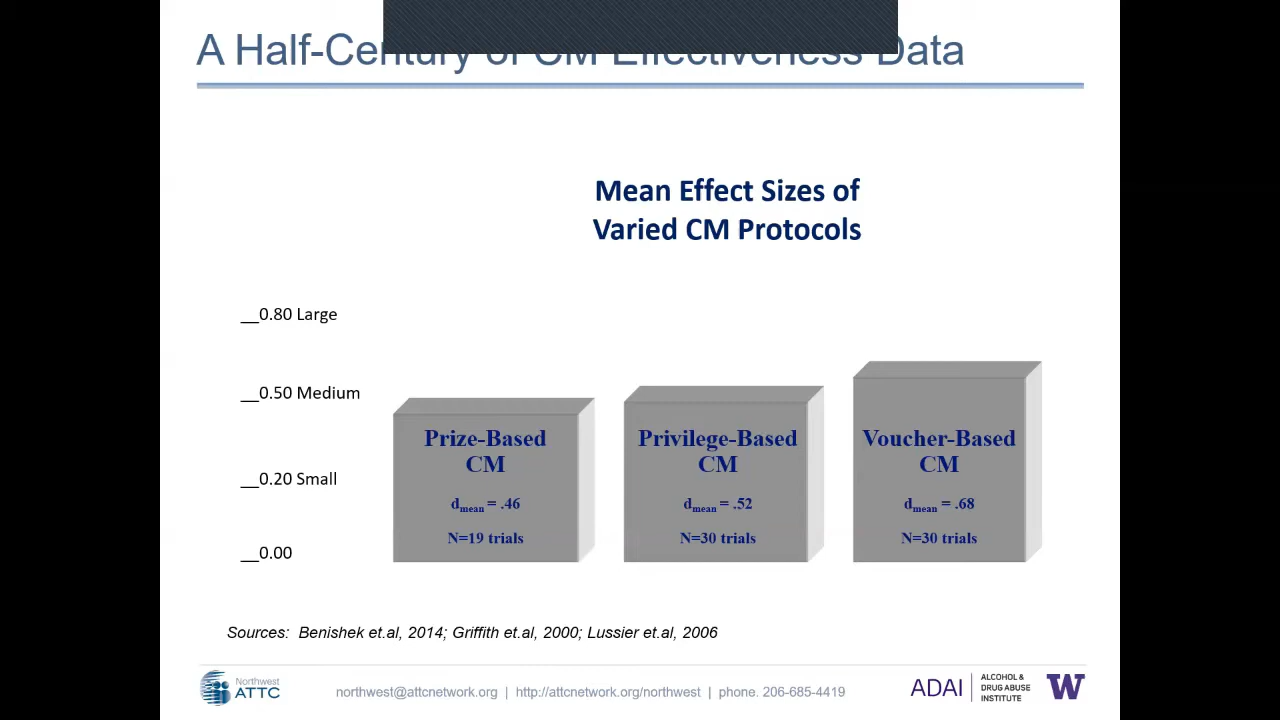 A Half-Century of CM Effectiveness Data
Mean Effect Sizes of
Varied CM Protocols
__0.80 Large
__0.50 Medium
__0.20 Small
__0.00
Prize-Based
CM
dmean = .46
N=19 trials
Privilege-Based
CM
dmean = .52
N=30 trials
Voucher-Based
CM
dmean = .68
N=30 trials
Sources: Benishek et.al, 2014; Griffith et.al, 2000; Lussier et.al, 2006
Northwest
ATTC
northwest@attcnetwork.org | http://attcnetwork.org/northwest | phone. 206-685-4419
ADAI
ALCOHOL &
DRUG ABUSE
INSTITUTE
W